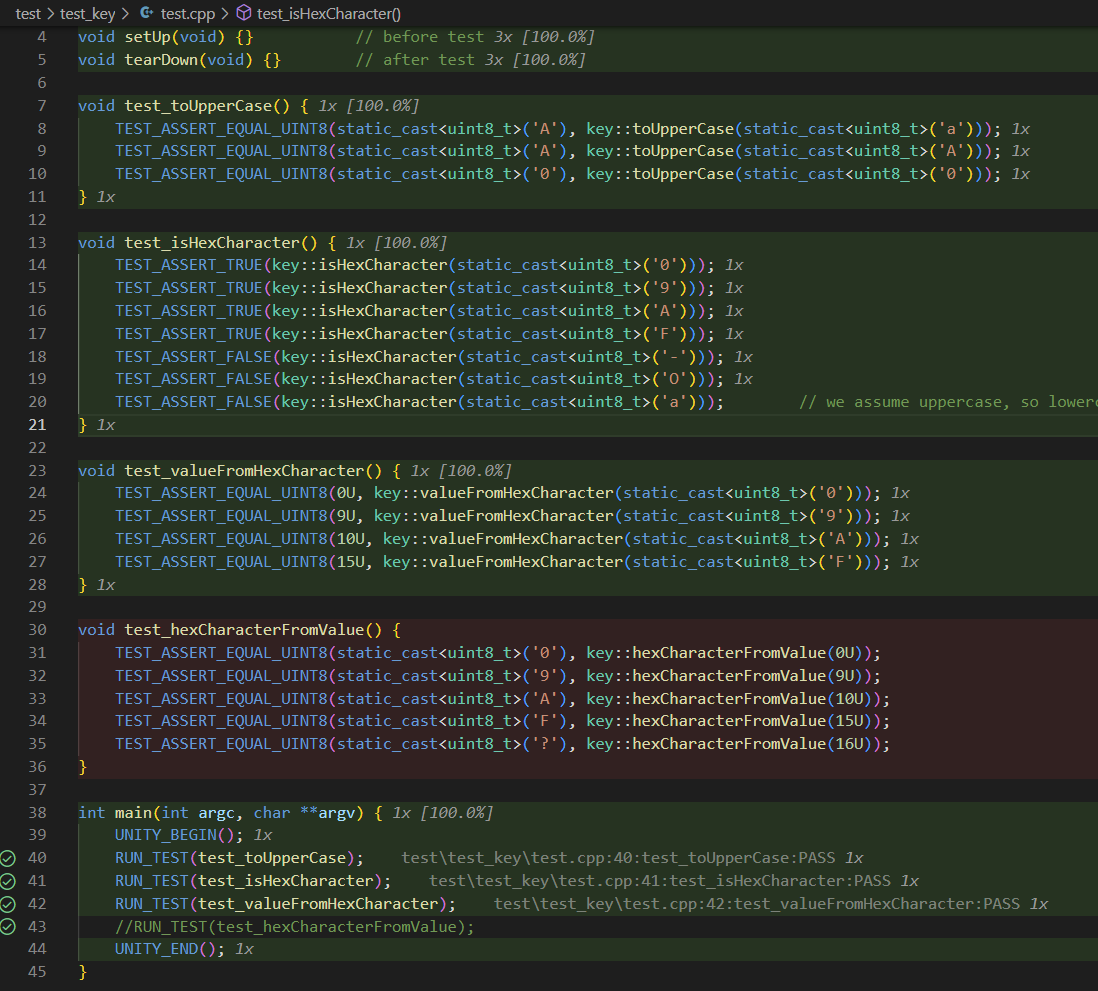 test > test_key > test.cpp > test_isHexCharacter()
4 void setUp(void) {} // before test 3x [100.0%]
5 void tearDown(void) {} // after test 3x [100.0%]
6
7 void test_toUpperCase() { 1x [100.0%]
8 TEST_ASSERT_EQUAL_UINT8(static_cast<uint8_t>('A'), key::toUpperCase(static_cast<uint8_t>('a'))); 1x
9 TEST_ASSERT_EQUAL_UINT8(static_cast<uint8_t>('A'), key::toUpperCase(static_cast<uint8_t>('A'))); 1x
10 TEST_ASSERT_EQUAL_UINT8(static_cast<uint8_t>('0'), key::toUpperCase(static_cast<uint8_t>('0'))); 1x
11 } 1x
12
13 void test_isHexCharacter() { 1x [100.0%]
14 TEST_ASSERT_TRUE(key::isHexCharacter(static_cast<uint8_t>('0'))); 1x
15 TEST_ASSERT_TRUE(key::isHexCharacter(static_cast<uint8_t>('9'))); 1x
16 TEST_ASSERT_TRUE(key::isHexCharacter(static_cast<uint8_t>('A'))); 1x
17 TEST_ASSERT_TRUE(key::isHexCharacter(static_cast<uint8_t>('F'))); 1x
18 TEST_ASSERT_FALSE(key::isHexCharacter(static_cast<uint8_t>('-'))); 1x
19 TEST_ASSERT_FALSE(key::isHexCharacter(static_cast<uint8_t>('O'))); 1x
20 TEST_ASSERT_FALSE(key::isHexCharacter(static_cast<uint8_t>('a'))); // we assume uppercase, so
21 } 1x
22
23 void test_valueFromHexCharacter() { 1x [100.0%]
24 TEST_ASSERT_EQUAL_UINT8(0U, key::valueFromHexCharacter(static_cast<uint8_t>('0'))); 1x
25 TEST_ASSERT_EQUAL_UINT8(9U, key::valueFromHexCharacter(static_cast<uint8_t>('9'))); 1x
26 TEST_ASSERT_EQUAL_UINT8(10U, key::valueFromHexCharacter(static_cast<uint8_t>('A'))); 1x
27 TEST_ASSERT_EQUAL_UINT8(15U, key::valueFromHexCharacter(static_cast<uint8_t>('F'))); 1x
28 } 1x
29
30 void test_hexCharacterFromValue() {
31 TEST_ASSERT_EQUAL_UINT8(static_cast<uint8_t>('0'), key::hexCharacterFromValue(0U));
32 TEST_ASSERT_EQUAL_UINT8(static_cast<uint8_t>('9'), key::hexCharacterFromValue(9U));
33 TEST_ASSERT_EQUAL_UINT8(static_cast<uint8_t>('A'), key::hexCharacterFromValue(10U));
34 TEST_ASSERT_EQUAL_UINT8(static_cast<uint8_t>('F'), key::hexCharacterFromValue(15U));
35 TEST_ASSERT_EQUAL_UINT8(static_cast<uint8_t>('?'), key::hexCharacterFromValue(16U));
36 }
37
38 int main(int argc, char **argv) { 1x [100.0%]
39 UNITY_BEGIN(); 1x
40 RUN_TEST(test_toUpperCase); test\test_key\test.cpp:40:test_toUpperCase:PASS 1x
41 RUN_TEST(test_isHexCharacter); test\test_key\test.cpp:41:test_isHexCharacter:PASS 1x
42 RUN_TEST(test_valueFromHexCharacter); test\test_key\test.cpp:42:test_valueFromHexCharacter:PASS 1x
43 //RUN_TEST(test_hexCharacterFromValue);
44 UNITY_END(); 1x
45 }